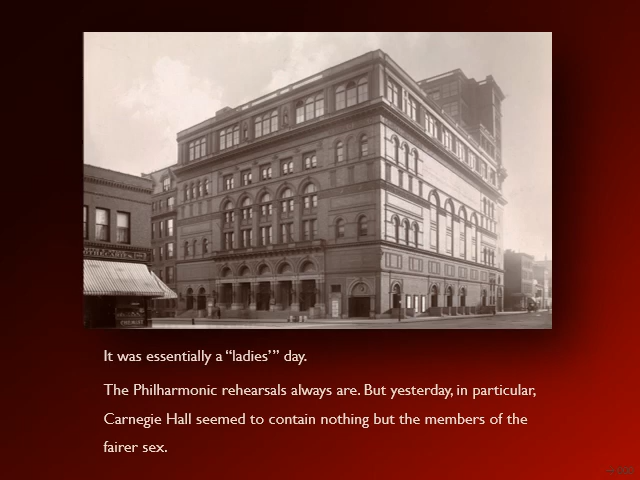 It was essentially a “ladies’” day.
The Philharmonic rehearsals always are. But yesterday, in particular,
Carnegie Hall seemed to contain nothing but the members of the
fairer sex.